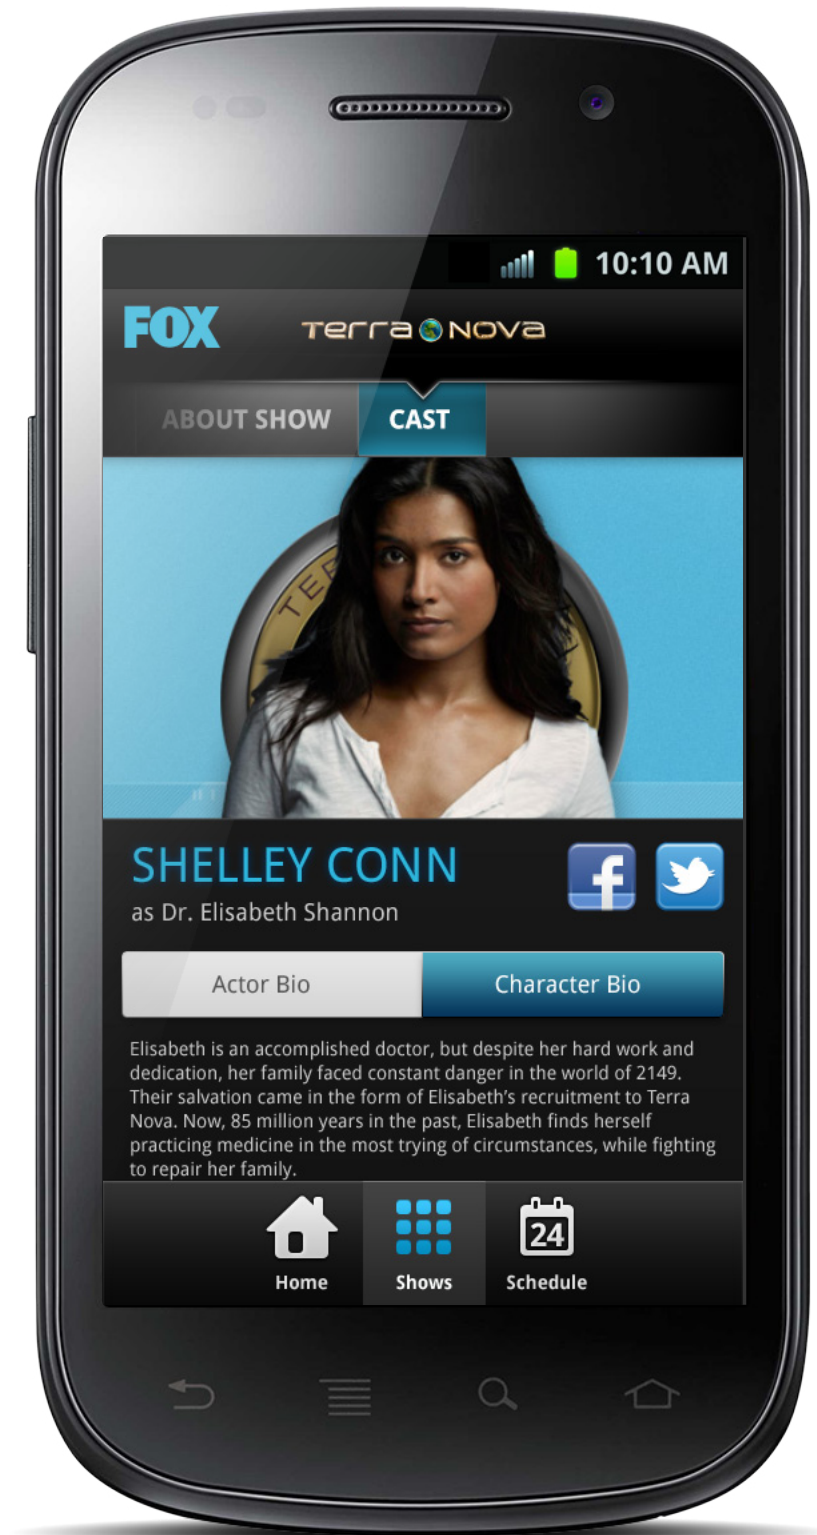 10:10 AM
FOX TERRA NOVA
ABOUT SHOW CAST
TER
SHELLEY CONN
as Dr. Elisabeth Shannon
Actor Bio Character Bio
Elisabeth is an accomplished doctor, but despite her hard work and
dedication, her family faced constant danger in the world of 2149.
Their salvation came in the form of Elisabeth's recruitment to Terra
Nova. Now, 85 million years in the past, Elisabeth finds herself
practicing medicine in the most trying of circumstances, while fighting
to repair her family.
24
Home Shows Schedule